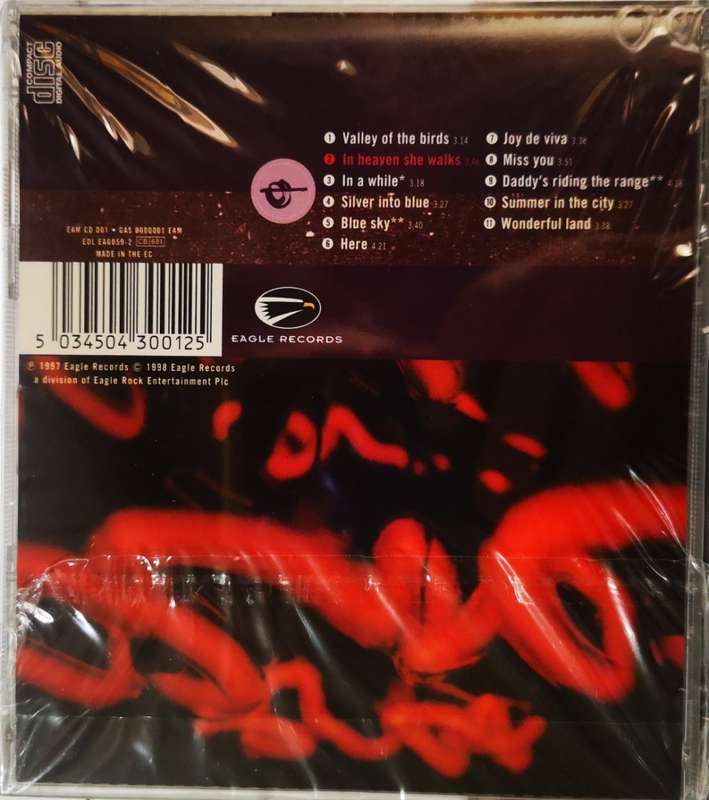 COMPACT
disc
DIGITAL AUDIO
1 Valley of the birds 3.14
2 In heaven she walks
3 In a while* 3.18
4 Silver into blue 3.27
5 Blue sky** 3.40
6 Here 4.21
7 Joy de viva
8 Miss you 3.51
9 Daddy's riding the range**
10 Summer in the city 3.27
11 Wonderful land 3.38
EAM CD 001 • GAS 0000001 EAM
EDL EAG059-2 CD 601
MADE IN THE EC
5 034504 300125
EAGLE RECORDS
℗ 1997 Eagle Records © 1998 Eagle Records
a division of Eagle Rock Entertainment Plc